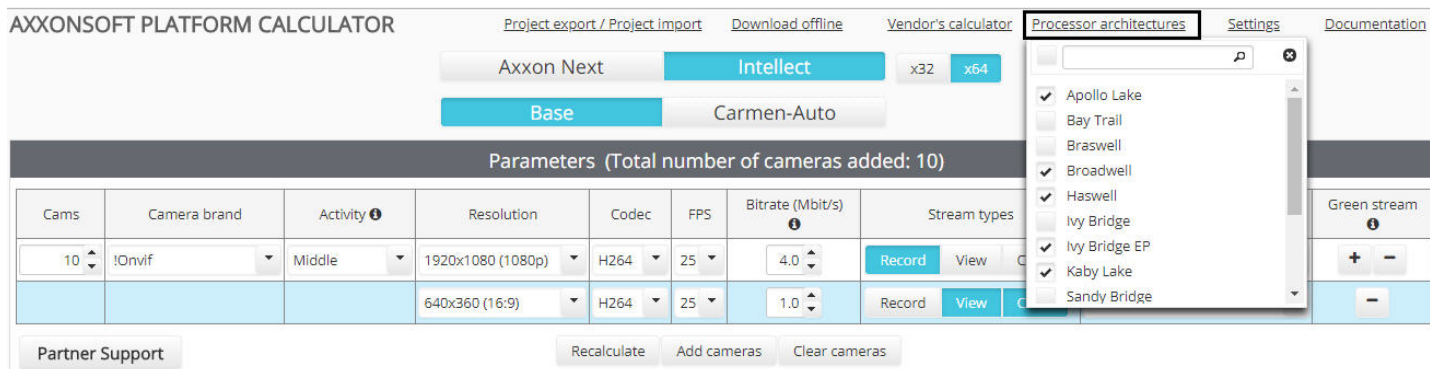 AXXONSOFT PLATFORM CALCULATOR
Project export / Project import Download offline Vendor's calculator Processor architectures Settings Documentation
Axxon Next Intellect x32 x64
Base Carmen-Auto
Apollo Lake
Bay Trail
Braswell
Broadwell
Haswell
Ivy Bridge
Ivy Bridge EP
Kaby Lake
Sandy Bridge
Parameters (Total number of cameras added: 10)
Cams Camera brand Activity Resolution Codec FPS Bitrate (Mbit/s) Stream types Green stream
10 !Onvif Middle 1920x1080 (1080p) H264 25 4.0 Record View + −
640x360 (16:9) H264 25 1.0 Record View −
Partner Support Recalculate Add cameras Clear cameras